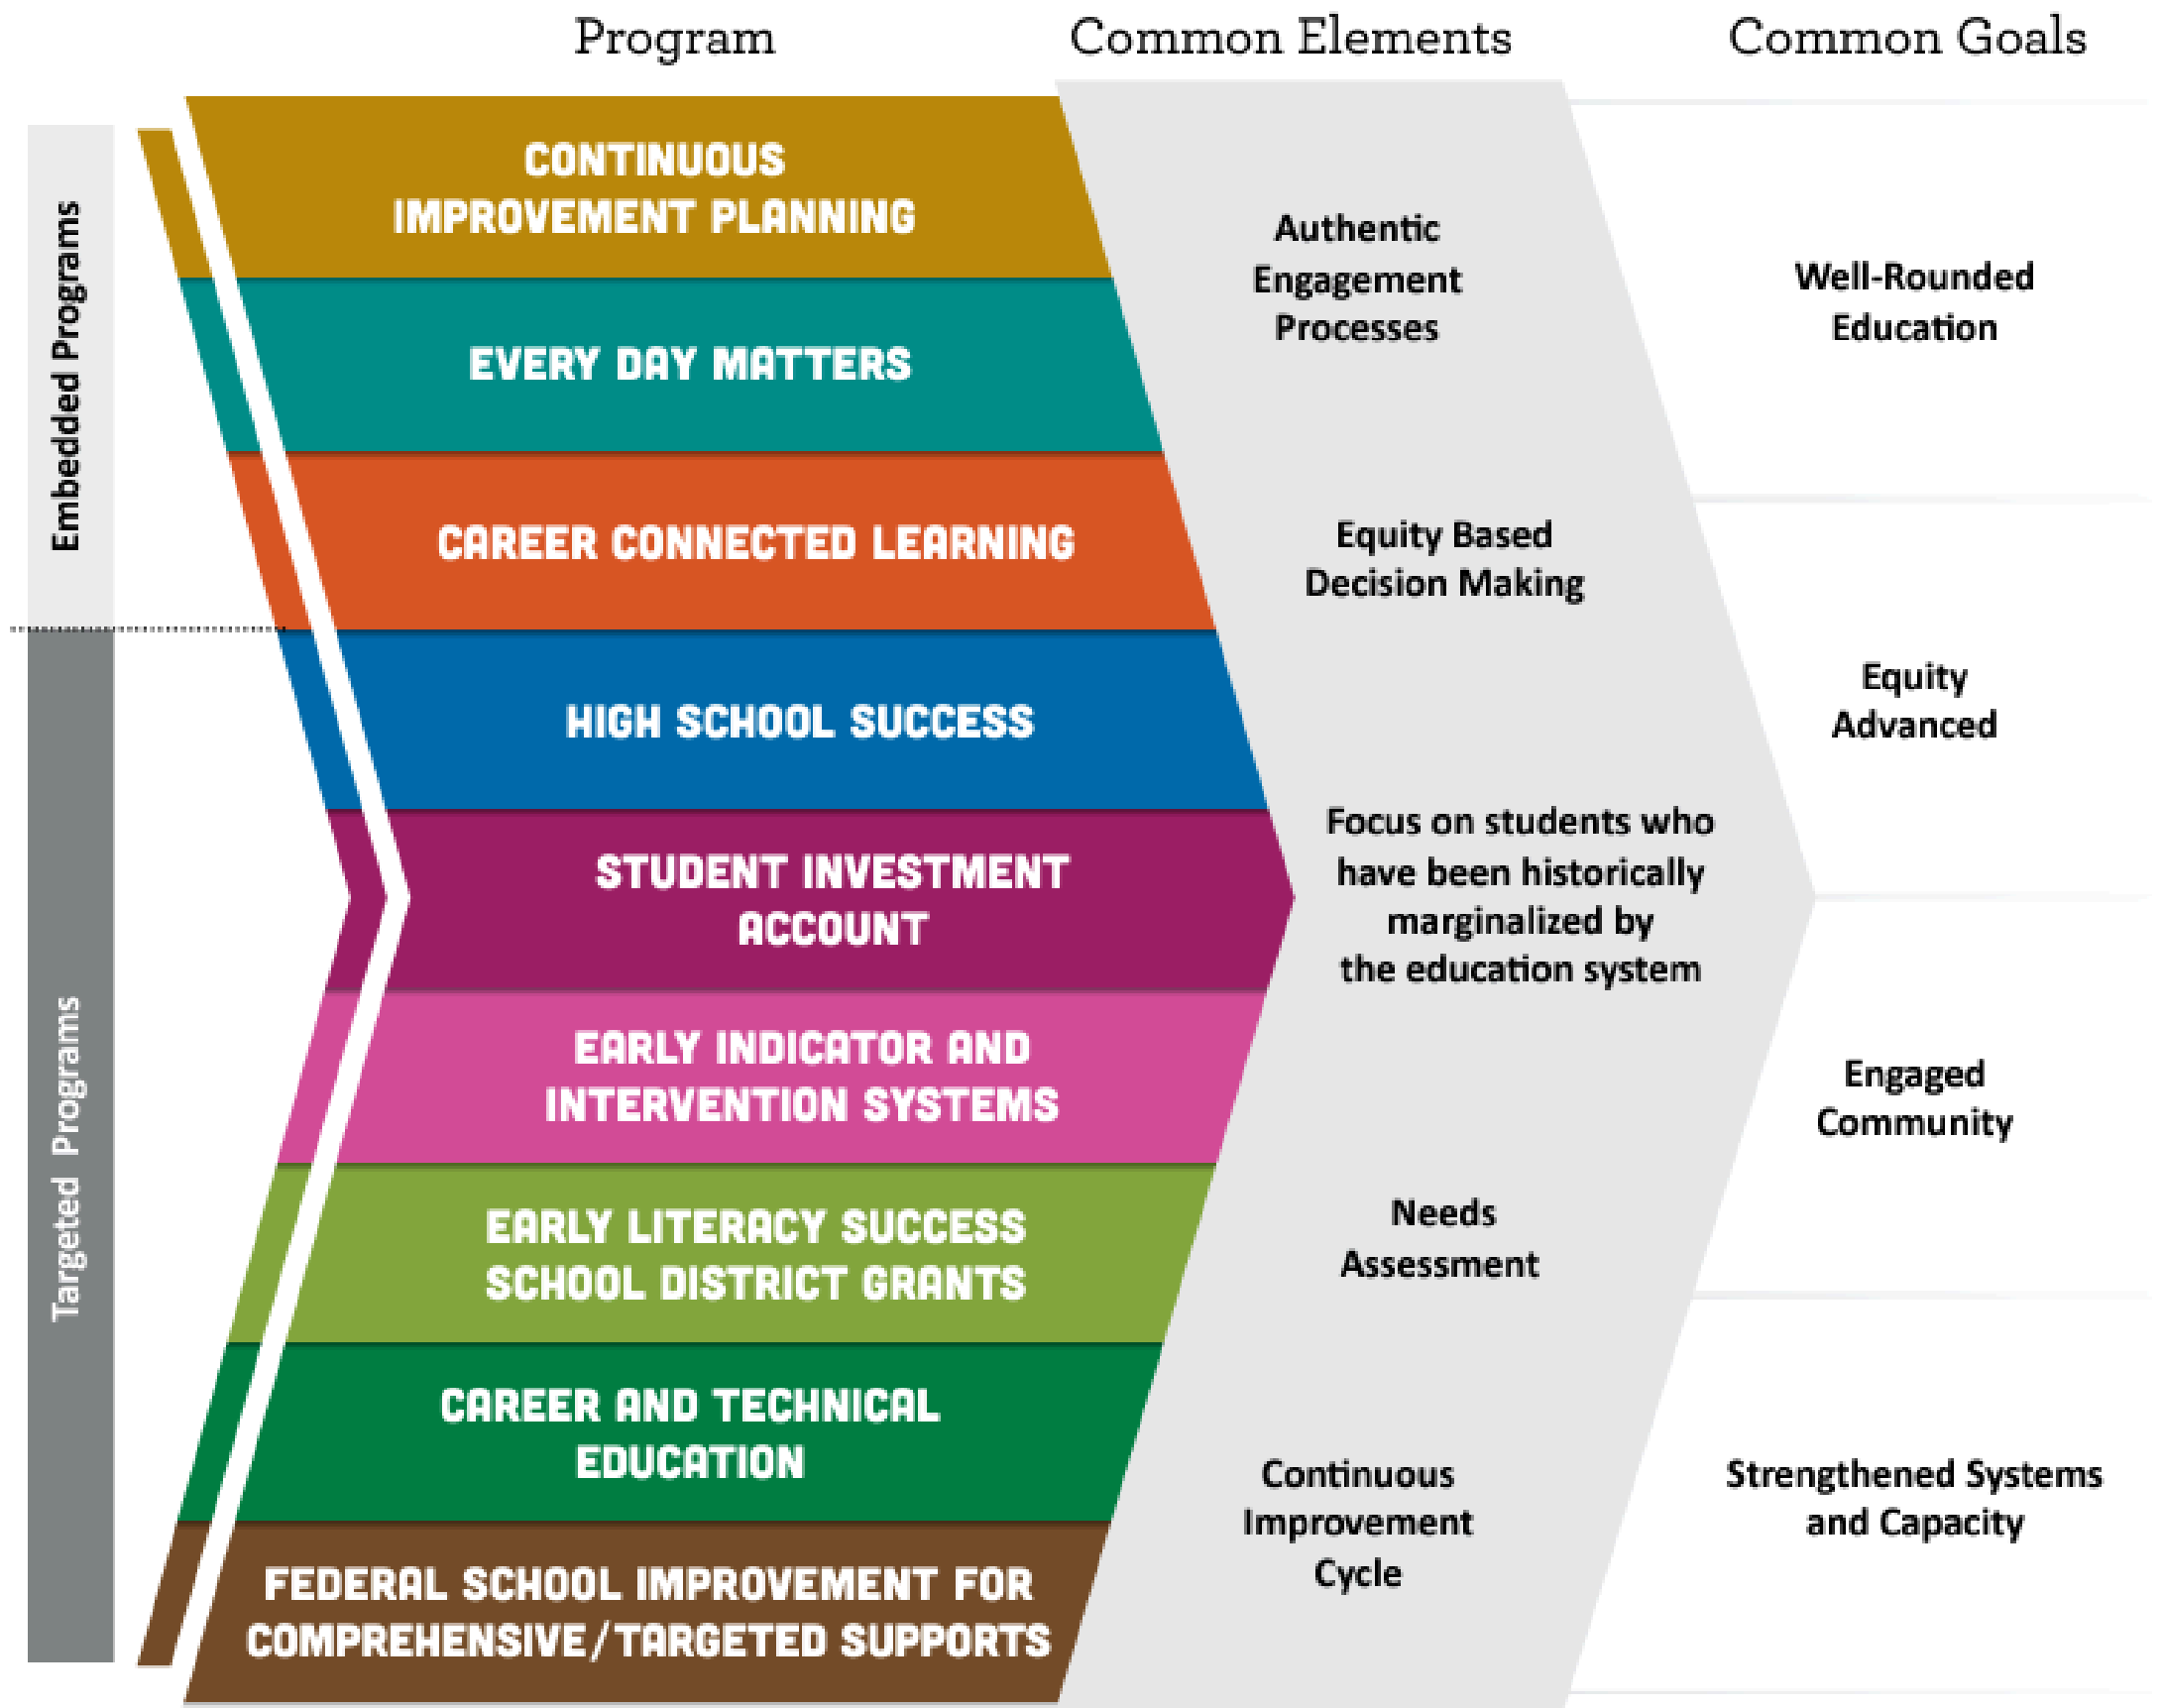 Program
Common Elements
Common Goals
Embedded Programs
Targeted Programs
CONTINUOUS
IMPROVEMENT PLANNING
EVERY DAY MATTERS
CAREER CONNECTED LEARNING
HIGH SCHOOL SUCCESS
STUDENT INVESTMENT
ACCOUNT
EARLY INDICATOR AND
INTERVENTION SYSTEMS
EARLY LITERACY SUCCESS
SCHOOL DISTRICT GRANTS
CAREER AND TECHNICAL
EDUCATION
FEDERAL SCHOOL IMPROVEMENT FOR
COMPREHENSIVE/TARGETED SUPPORTS
Authentic
Engagement
Processes
Equity Based
Decision Making
Focus on students who
have been historically
marginalized by
the education system
Needs
Assessment
Continuous
Improvement
Cycle
Well-Rounded
Education
Equity
Advanced
Engaged
Community
Strengthened Systems
and Capacity